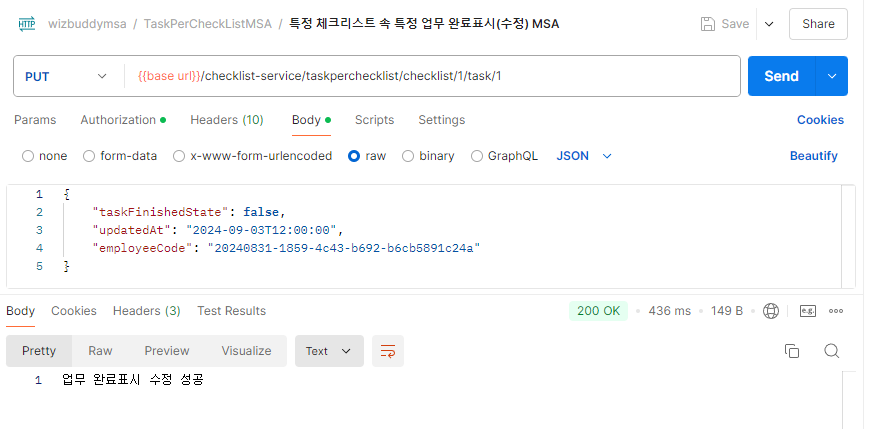 HTTP wizbuddymsa / TaskPerCheckListMSA / 특정 체크리스트 속 특정 업무 완료표시(수정) MSA Save Share
PUT {{base url}}/checklist-service/taskperchecklist/checklist/1/task/1 Send
Params Authorization Headers (10) Body Scripts Settings Cookies
none form-data x-www-form-urlencoded raw binary GraphQL JSON Beautify
1 {
2 "taskFinishedState": false,
3 "updatedAt": "2024-09-03T12:00:00",
4 "employeeCode": "20240831-1859-4c43-b692-b6cb5891c24a"
5 }
Body Cookies Headers (3) Test Results 200 OK 436 ms 149 B e.g.
Pretty Raw Preview Visualize Text
1 업무 완료표시 수정 성공